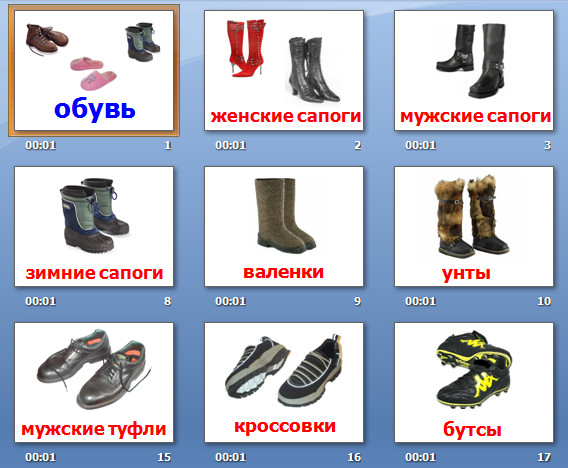 обувь
00:01 1
женские сапоги
00:01 2
мужские сапоги
00:01 3
зимние сапоги
00:01 8
валенки
00:01 9
унты
00:01 10
мужские туфли
00:01 15
кроссовки
00:01 16
бутсы
00:01 17